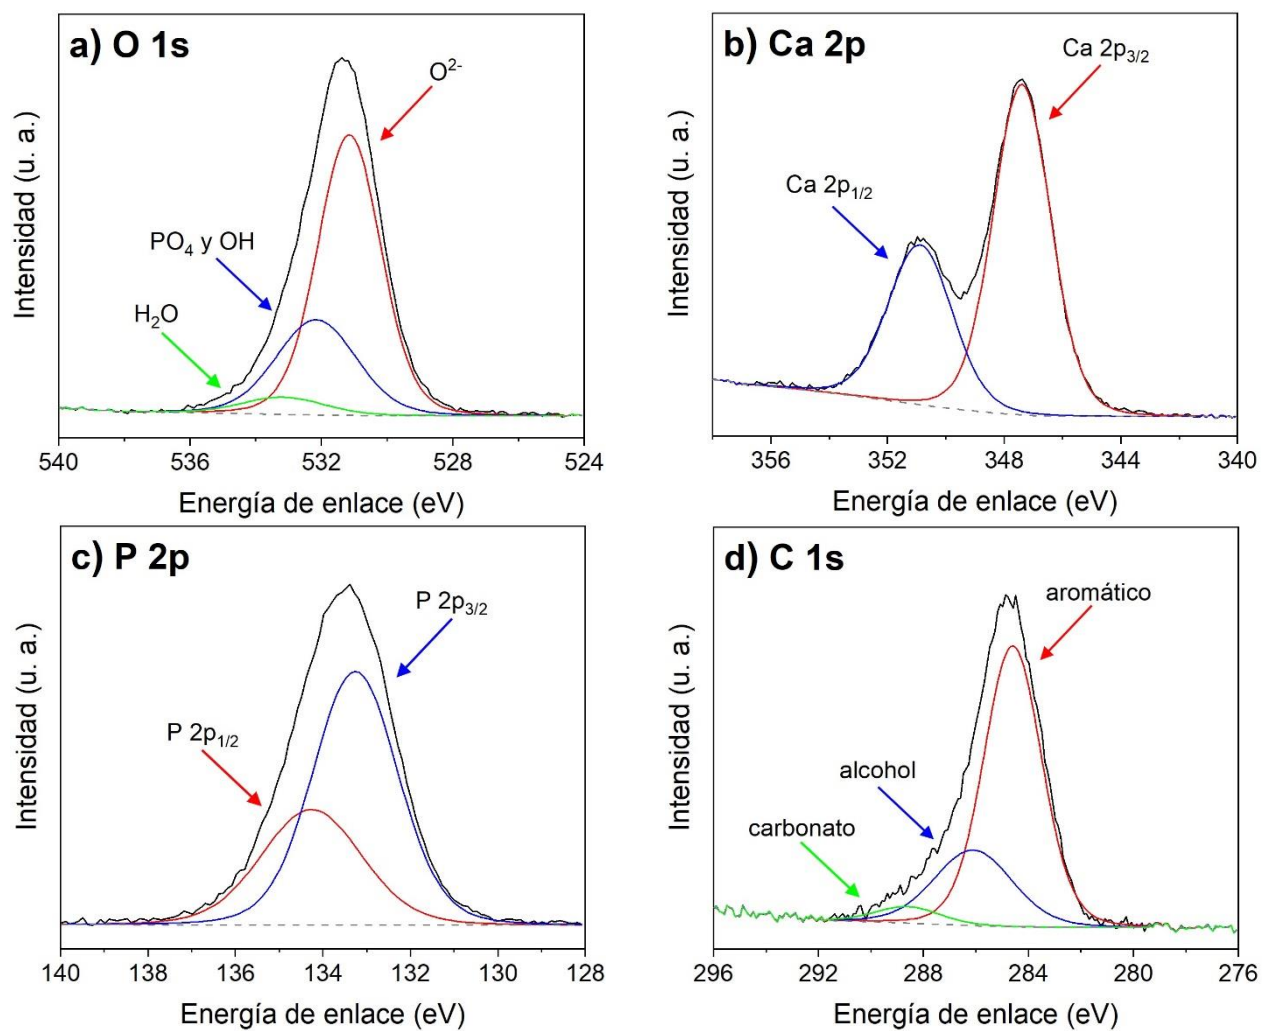 a) O 1s
O²⁻
PO₄ y OH
H₂O
Intensidad (u. a.)
540 536 532 528 524
Energía de enlace (eV)
b) Ca 2p
Ca 2p₃/₂
Ca 2p₁/₂
Intensidad (u. a.)
356 352 348 344 340
Energía de enlace (eV)
c) P 2p
P 2p₃/₂
P 2p₁/₂
Intensidad (u. a.)
140 138 136 134 132 130 128
Energía de enlace (eV)
d) C 1s
aromático
alcohol
carbonato
Intensidad (u. a.)
296 292 288 284 280 276
Energía de enlace (eV)